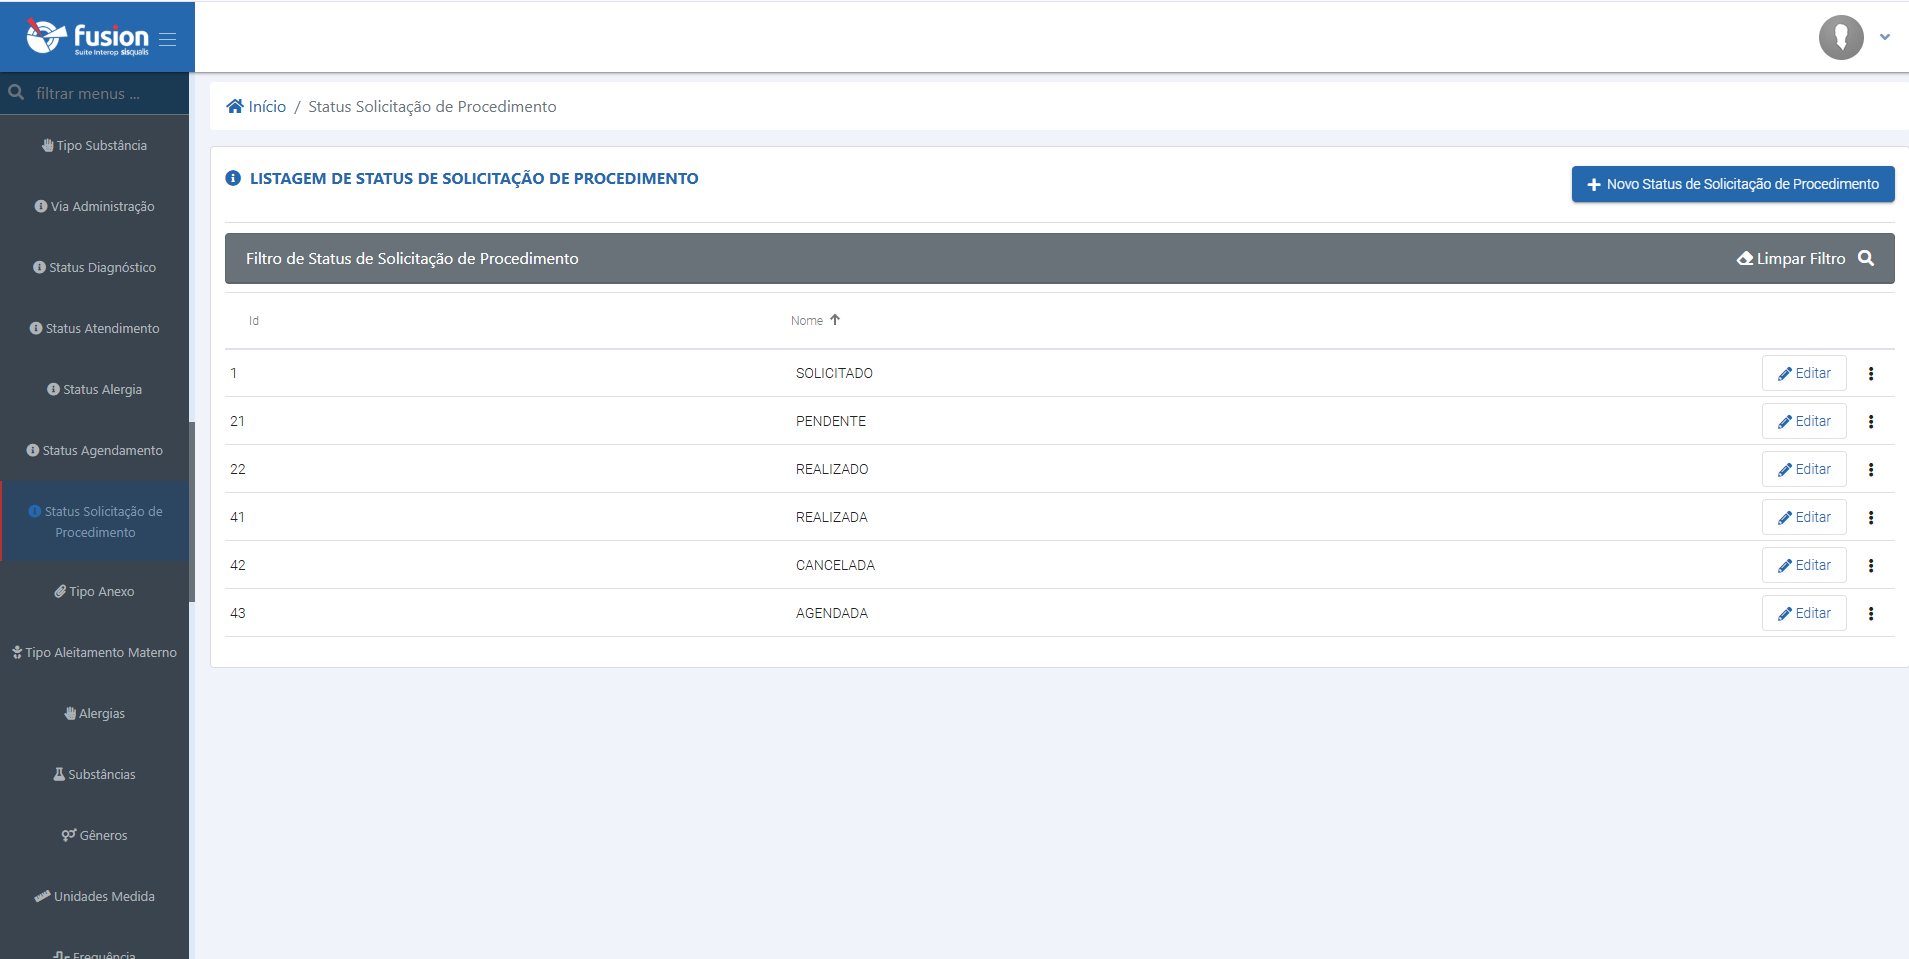 fusion
Suite Interop sisqualis
filtrar menus ...
Tipo Substância
Via Administração
Status Diagnóstico
Status Atendimento
Status Alergia
Status Agendamento
Status Solicitação de
Procedimento
Tipo Anexo
Tipo Aleitamento Materno
Alergias
Substâncias
Gêneros
Unidades Medida
Frequência
Início / Status Solicitação de Procedimento
LISTAGEM DE STATUS DE SOLICITAÇÃO DE PROCEDIMENTO
Novo Status de Solicitação de Procedimento
Filtro de Status de Solicitação de Procedimento
Limpar Filtro
Id Nome
1 SOLICITADO Editar
21 PENDENTE Editar
22 REALIZADO Editar
41 REALIZADA Editar
42 CANCELADA Editar
43 AGENDADA Editar